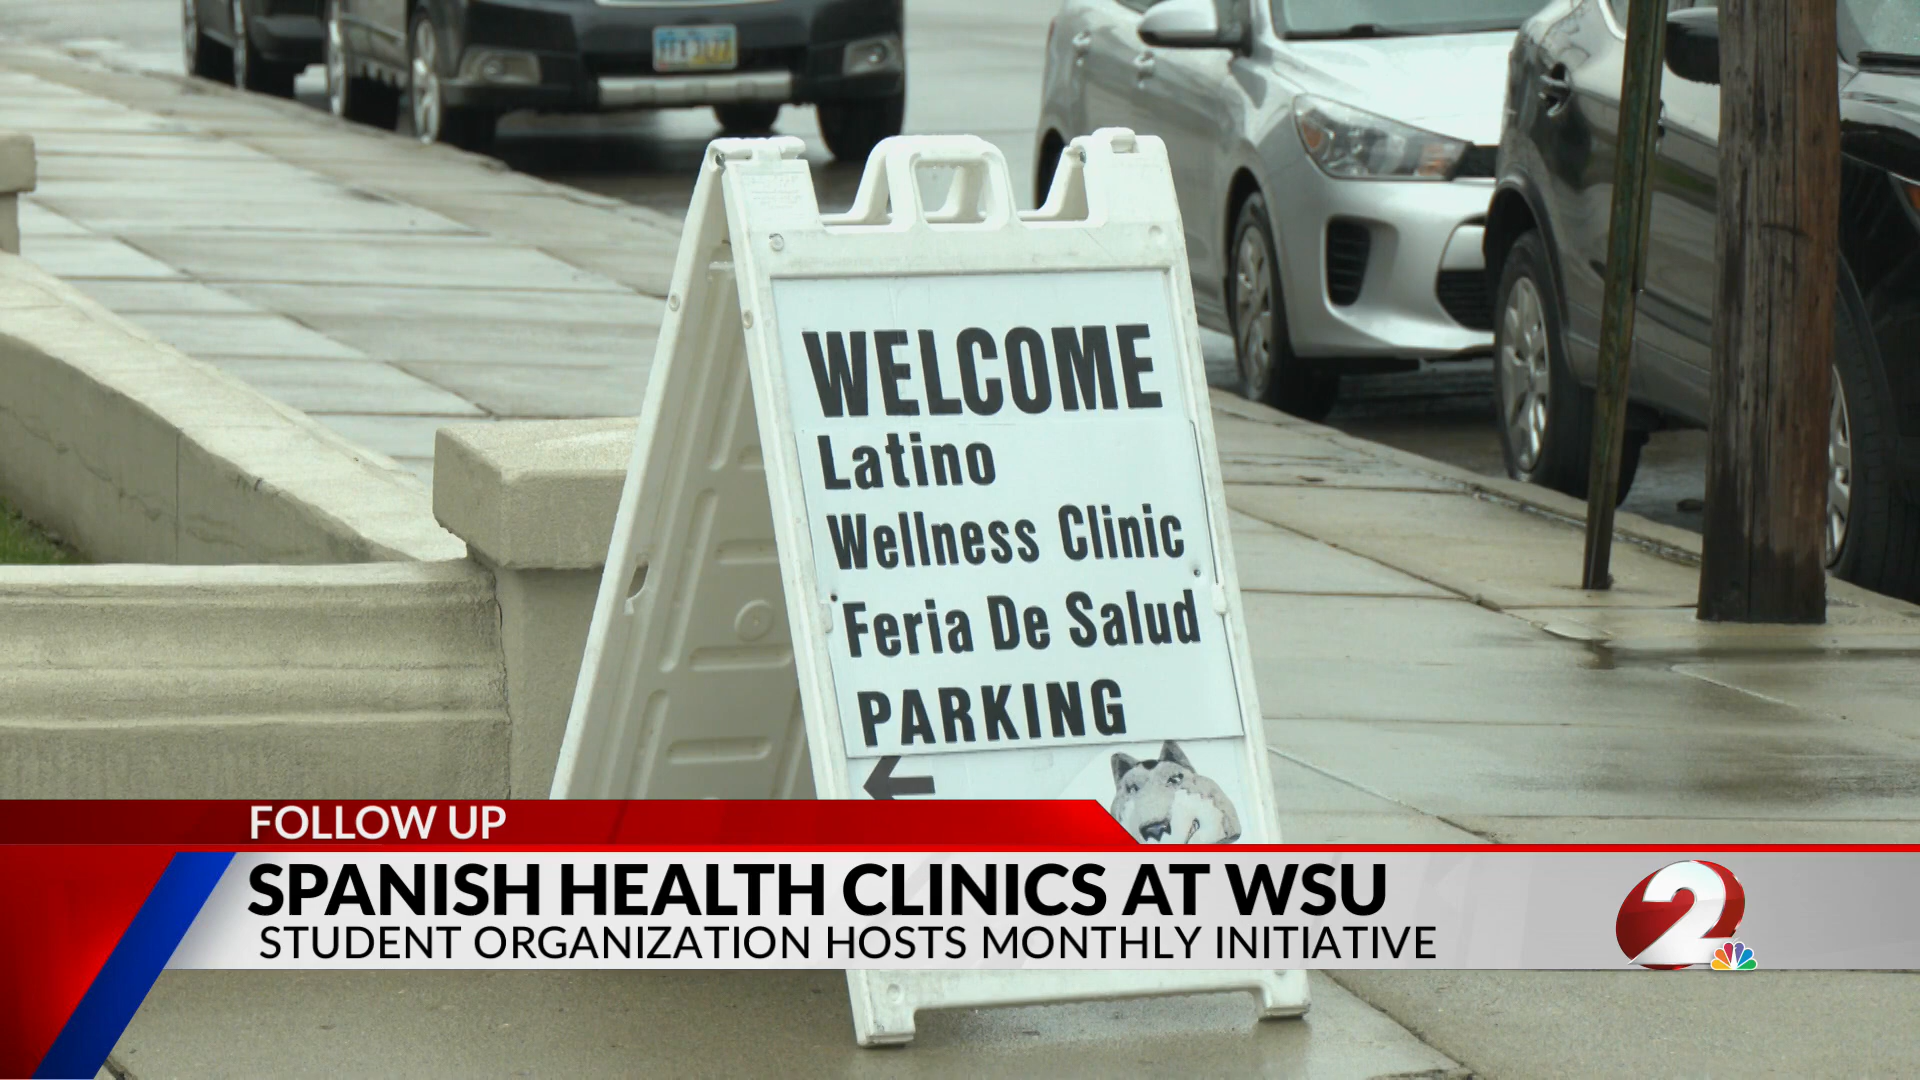 WELCOME
Latino
Wellness Clinic
Feria De Salud
PARKING
FOLLOW UP
SPANISH HEALTH CLINICS AT WSU
STUDENT ORGANIZATION HOSTS MONTHLY INITIATIVE
2